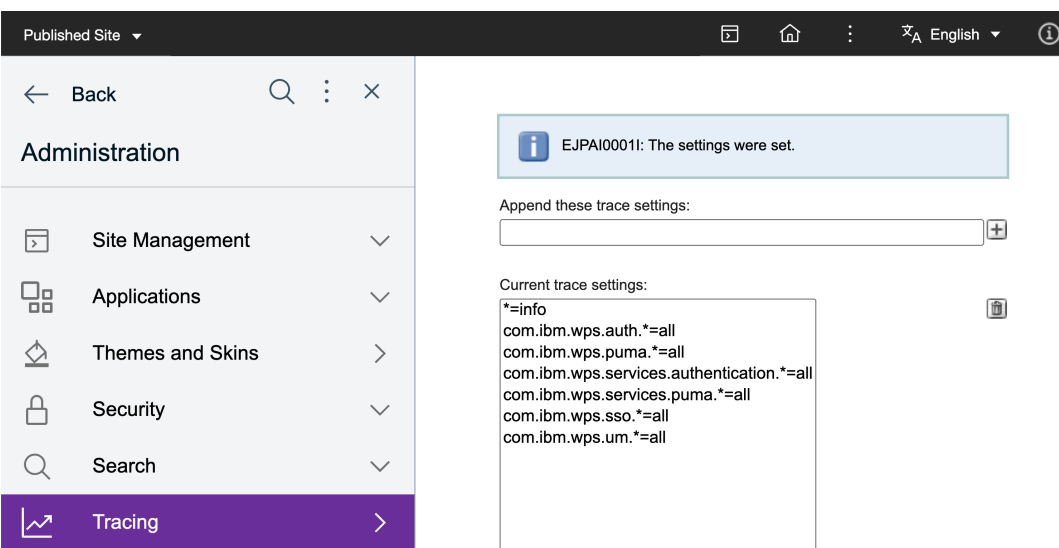 Published Site
English
Back
Administration
Site Management
Applications
Themes and Skins
Security
Search
Tracing
EJPAI0001I: The settings were set.
Append these trace settings:
Current trace settings:
*=info
com.ibm.wps.auth.*=all
com.ibm.wps.puma.*=all
com.ibm.wps.services.authentication.*=all
com.ibm.wps.services.puma.*=all
com.ibm.wps.sso.*=all
com.ibm.wps.um.*=all